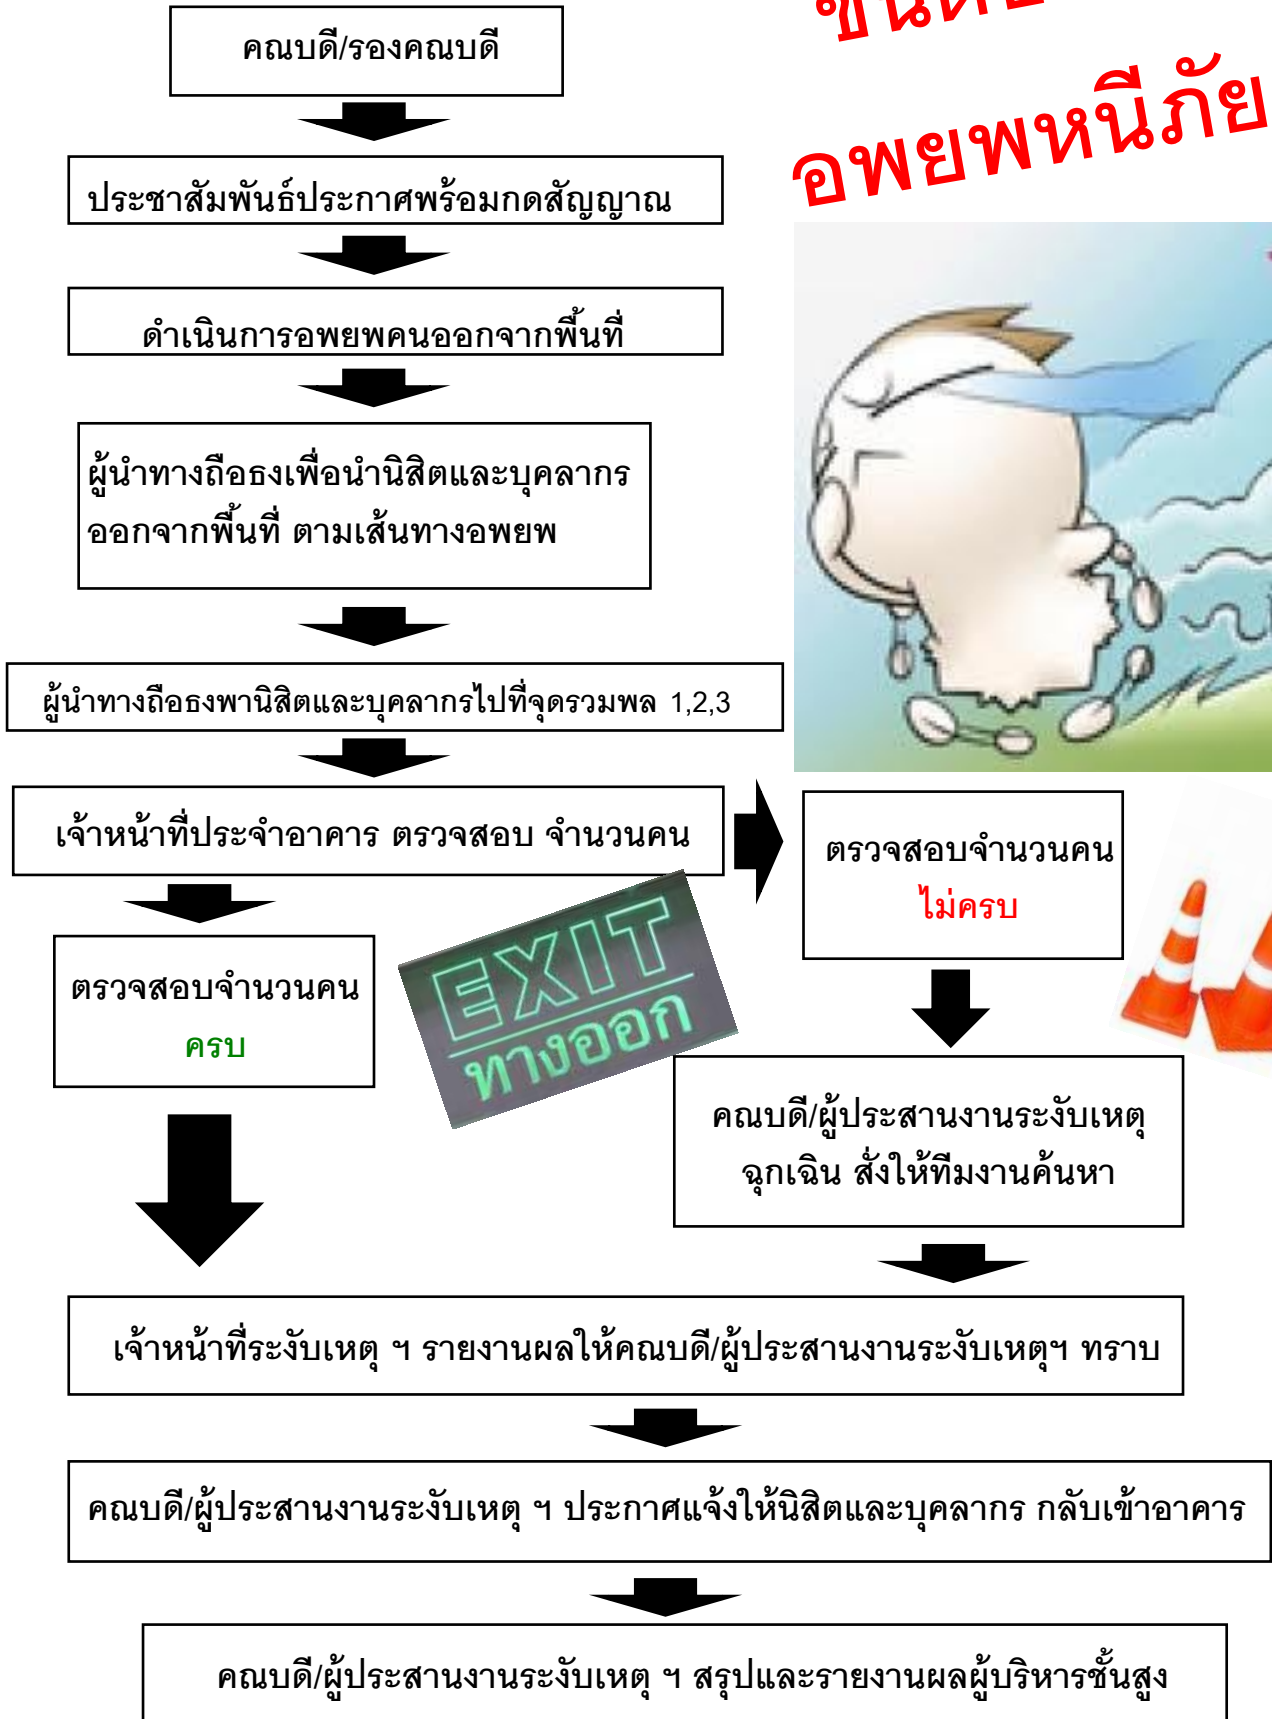 อพยพหนีภัย
คณบดี/รองคณบดี
ประชาสัมพันธ์ประกาศพร้อมกดสัญญาณ
ดำเนินการอพยพคนออกจากพื้นที่
ผู้นำทางถือธงเพื่อนำนิสิตและบุคลากร
ออกจากพื้นที่ ตามเส้นทางอพยพ
ผู้นำทางถือธงพานิสิตและบุคลากรไปที่จุดรวมพล 1,2,3
เจ้าหน้าที่ประจำอาคาร ตรวจสอบ จำนวนคน
ตรวจสอบจำนวนคน
ไม่ครบ
ตรวจสอบจำนวนคน
ครบ
EXIT
ทางออก
คณบดี/ผู้ประสานงานระงับเหตุ
ฉุกเฉิน สั่งให้ทีมงานค้นหา
เจ้าหน้าที่ระงับเหตุ ฯ รายงานผลให้คณบดี/ผู้ประสานงานระงับเหตุฯ ทราบ
คณบดี/ผู้ประสานงานระงับเหตุ ฯ ประกาศแจ้งให้นิสิตและบุคลากร กลับเข้าอาคาร
คณบดี/ผู้ประสานงานระงับเหตุ ฯ สรุปและรายงานผลผู้บริหารชั้นสูง